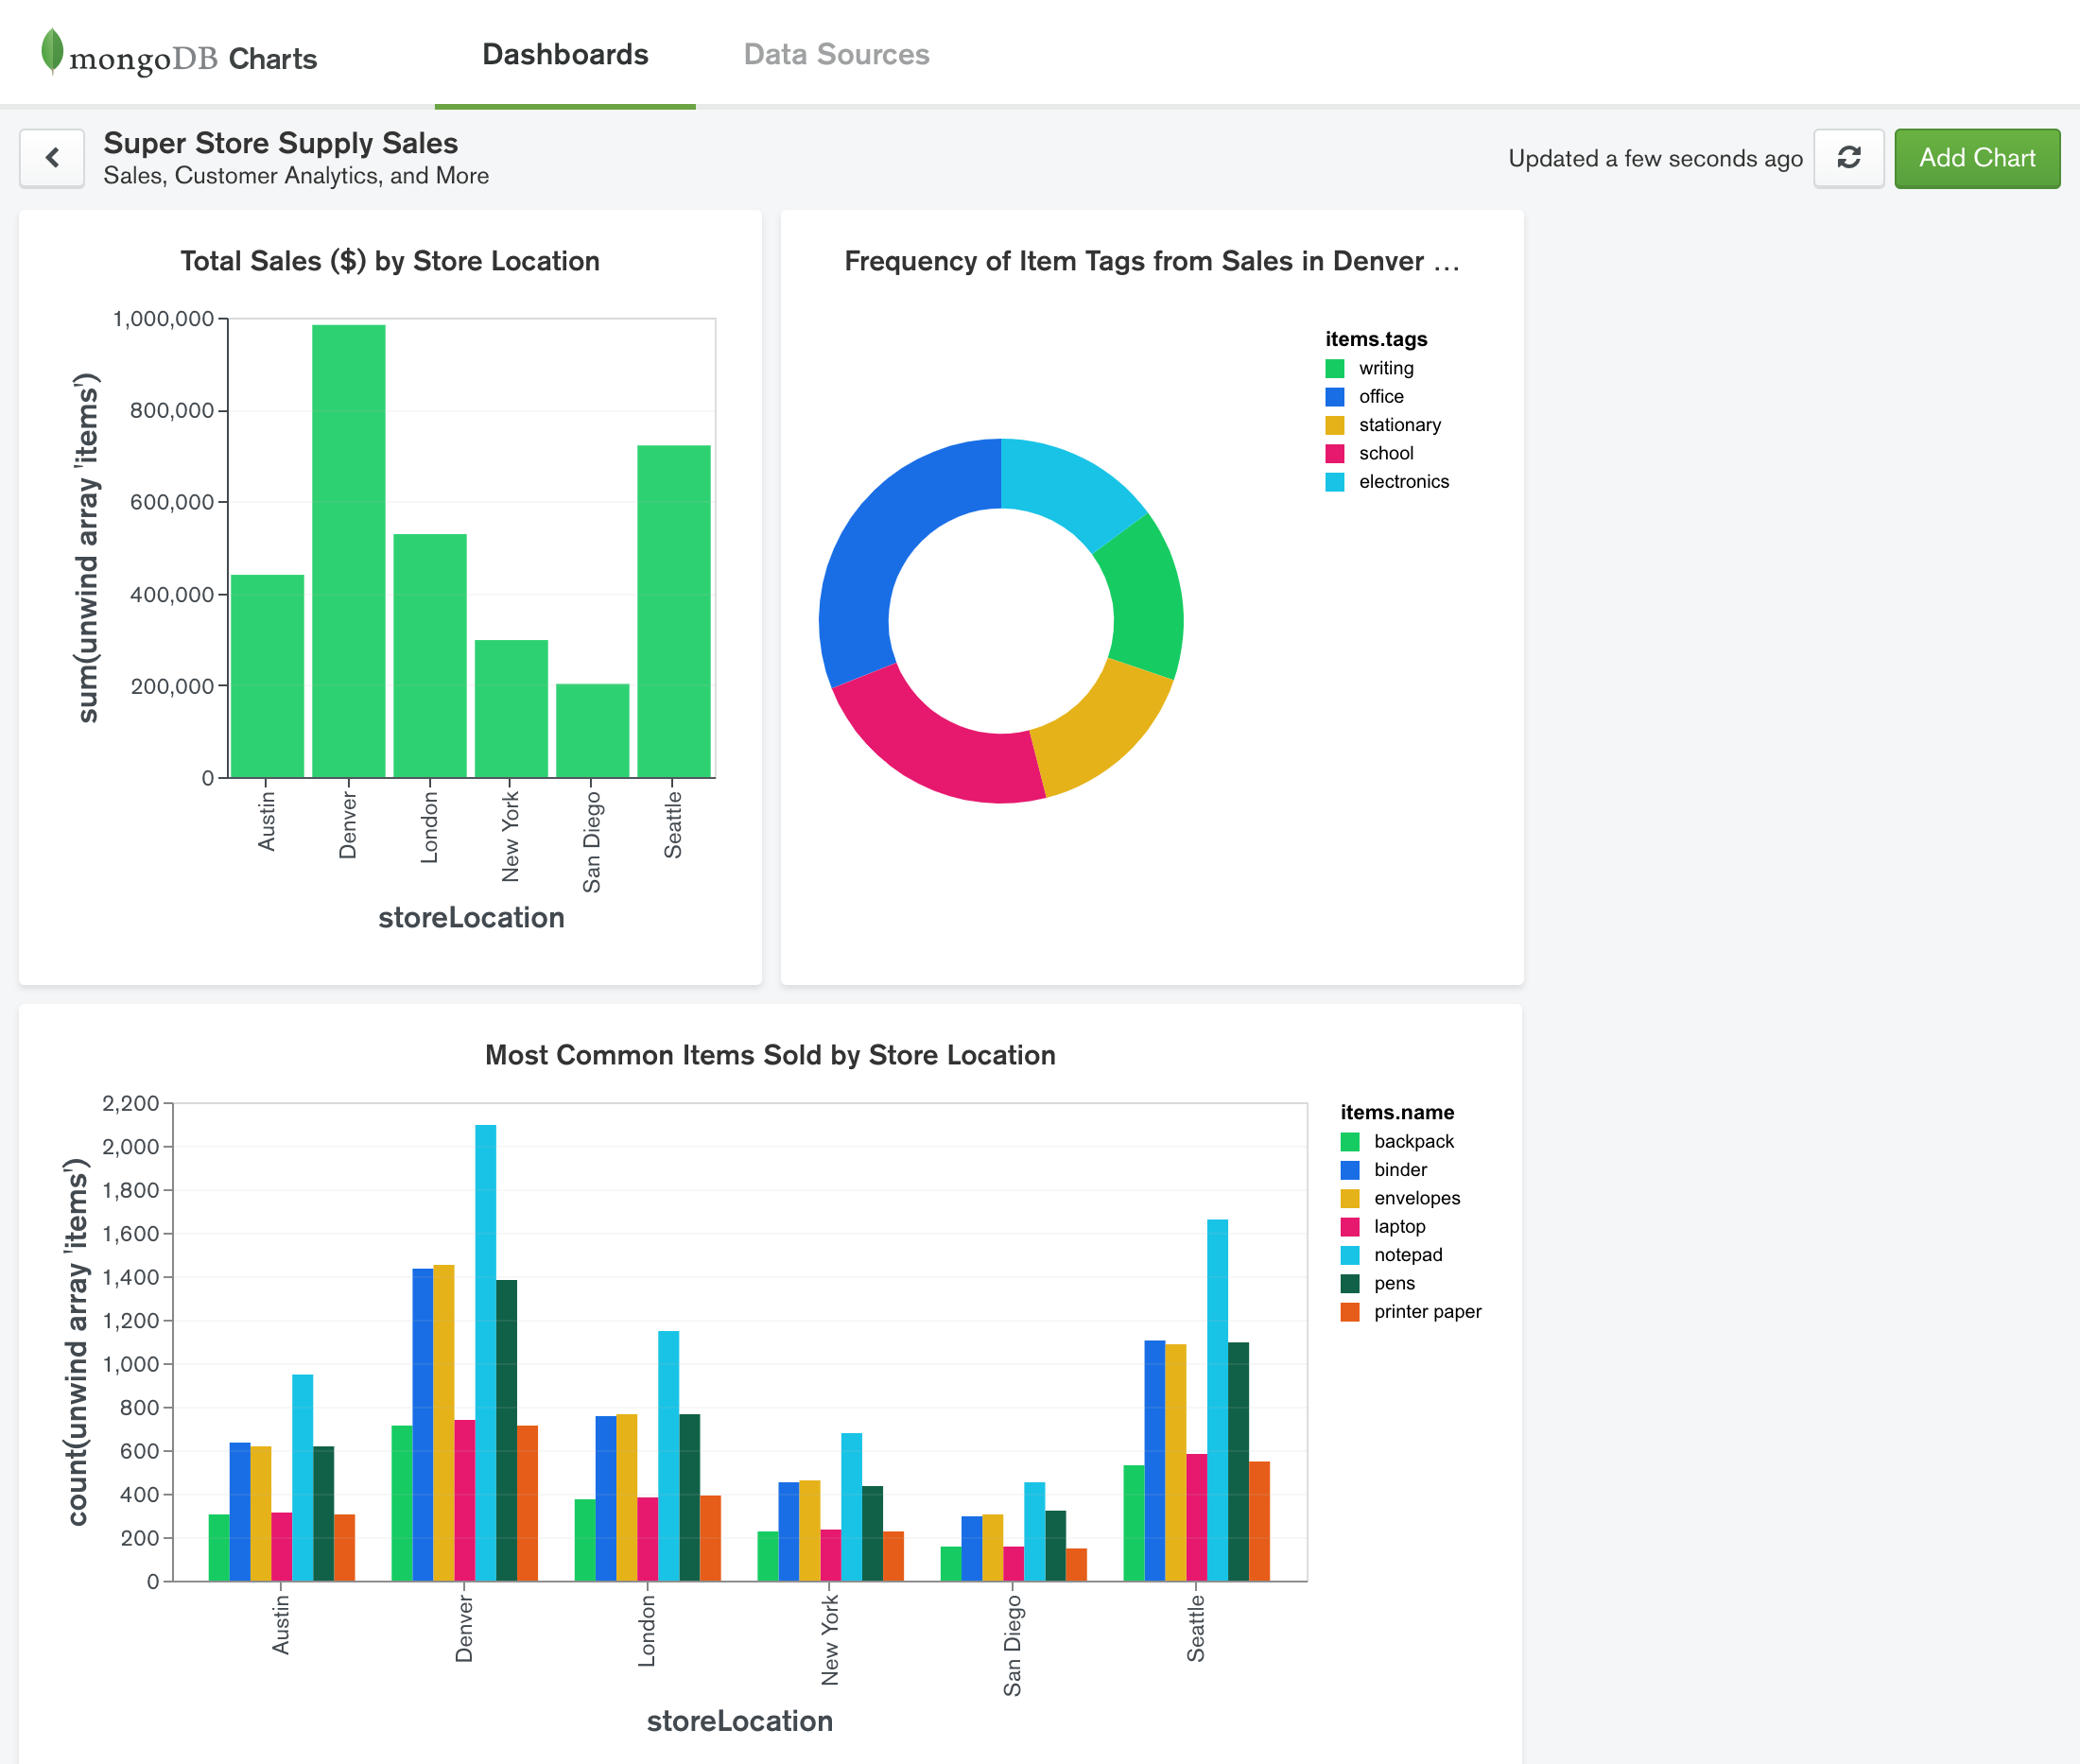 mongoDB Charts
Dashboards
Data Sources
Super Store Supply Sales
Sales, Customer Analytics, and More
Updated a few seconds ago
Add Chart
Total Sales ($) by Store Location
sum(unwind array 'items')
1,000,000
800,000
600,000
400,000
200,000
0
Austin
Denver
London
New York
San Diego
Seattle
storeLocation
Frequency of Item Tags from Sales in Denver ...
items.tags
writing
office
stationary
school
electronics
Most Common Items Sold by Store Location
count(unwind array 'items')
2,200
2,000
1,800
1,600
1,400
1,200
1,000
800
600
400
200
0
Austin
Denver
London
New York
San Diego
Seattle
storeLocation
items.name
backpack
binder
envelopes
laptop
notepad
pens
printer paper